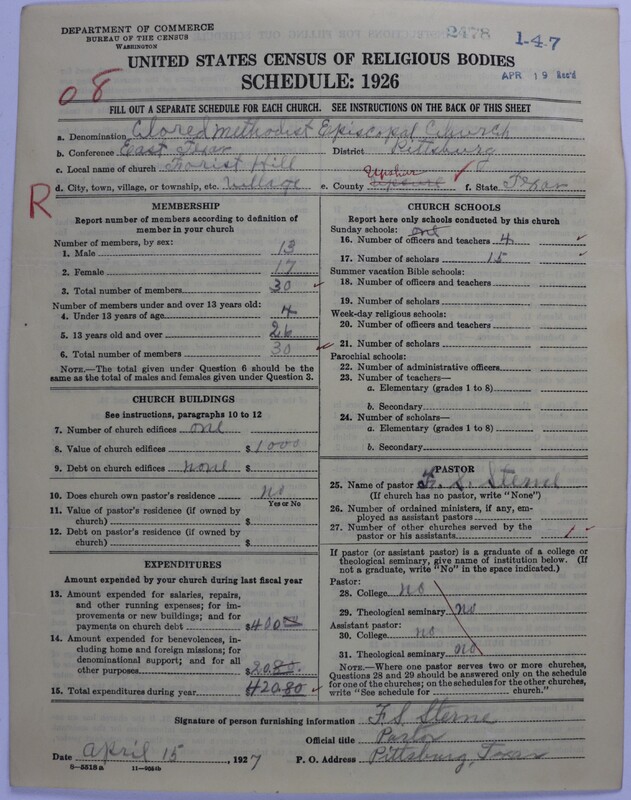 DEPARTMENT OF COMMERCE
BUREAU OF THE CENSUS
WASHINGTON
2478
1-47
APR 19 Rec'd
UNITED STATES CENSUS OF RELIGIOUS BODIES
SCHEDULE: 1926
08
FILL OUT A SEPARATE SCHEDULE FOR EACH CHURCH. SEE INSTRUCTIONS ON THE BACK OF THIS SHEET
a. Denomination Clored Methodist Episcopal Church
b. Conference East Texas District Pittsburg
c. Local name of church Forist Hill
d. City, town, village, or township, etc. Village e. County Upshur f. State Texas
R
MEMBERSHIP
Report number of members according to definition of member in your church
Number of members, by sex:
1. Male 13
2. Female 17
3. Total number of members 30
Number of members under and over 13 years old:
4. Under 13 years of age 4
5. 13 years old and over 26
6. Total number of members 30
NOTE.—The total given under Question 6 should be the same as the total of males and females given under Question 3.
CHURCH BUILDINGS
See instructions, paragraphs 10 to 12
7. Number of church edifices one
8. Value of church edifices $1000
9. Debt on church edifices none $
10. Does church own pastor's residence no
Yes or No
11. Value of pastor's residence (if owned by church) $
12. Debt on pastor's residence (if owned by church) $
EXPENDITURES
Amount expended by your church during last fiscal year
13. Amount expended for salaries, repairs, and other running expenses; for improvements or new buildings; and for payments on church debt $400
14. Amount expended for benevolences, including home and foreign missions; for denominational support; and for all other purposes $20.80
15. Total expenditures during year 420.80
CHURCH SCHOOLS
Report here only schools conducted by this church
Sunday schools: one
16. Number of officers and teachers 4
17. Number of scholars 15
Summer vacation Bible schools:
18. Number of officers and teachers
19. Number of scholars
Week-day religious schools:
20. Number of officers and teachers
21. Number of scholars
Parochial schools:
22. Number of administrative officers
23. Number of teachers—
a. Elementary (grades 1 to 8)
b. Secondary
24. Number of scholars—
a. Elementary (grades 1 to 8)
b. Secondary
PASTOR
25. Name of pastor F. S. Sterne
(If church has no pastor, write "None")
26. Number of ordained ministers, if any, employed as assistant pastors
27. Number of other churches served by the pastor or his assistants 1
If pastor (or assistant pastor) is a graduate of a college or theological seminary, give name of institution below. (If not a graduate, write "No" in the space indicated.)
Pastor:
28. College no
29. Theological seminary no
Assistant pastor:
30. College no
31. Theological seminary no
NOTE.—Where one pastor serves two or more churches, Questions 28 and 29 should be answered only on the schedule for one of the churches; on the schedules for the other churches, write "See schedule for ______ church."
Signature of person furnishing information F. S. Sterne
Official title Pastor
Date April 15, 1927 P. O. Address Pittsburg, Texas
8-5518a 11-9051b